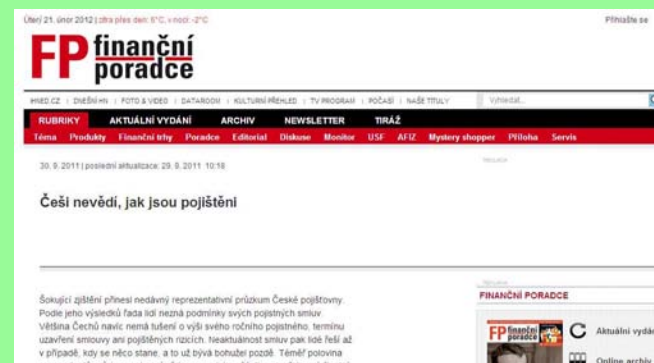 Úterý 21. únor 2012 | zítra přes den: 6°C, v noci: -2°C
Přihlašte se
FP finanční poradce
IHNED.CZ | DNEŠNÍ HN | FOTO & VIDEO | DATAROOM | KULTURNÍ PŘEHLED | TV PROGRAM | POČASÍ | NAŠE TITULY
Vyhledat...
RUBRIKY AKTUÁLNÍ VYDÁNÍ ARCHIV NEWSLETTER TIRÁŽ
Téma Produkty Finanční trhy Poradce Editorial Diskuse Monitor USF AFIZ Mystery shopper Příloha Servis
30. 9. 2011 | poslední aktualizace: 29. 9. 2011 10:18
Češi nevědí, jak jsou pojištěni
Šokující zjištění přinesl nedávný reprezentativní průzkum České pojišťovny.
Podle jeho výsledků řada lidí nezná podmínky svých pojistných smluv.
Většina Čechů navíc nemá tušení o výši svého ročního pojistného, termínu
uzavření smlouvy ani pojištěných rizicích. Neaktuálnost smluv pak lidé řeší až
v případě, kdy se něco stane, a to už bývá bohužel pozdě. Téměř polovina
FINANČNÍ PORADCE
FP finanční poradce
Aktuální vydá
Online archiv